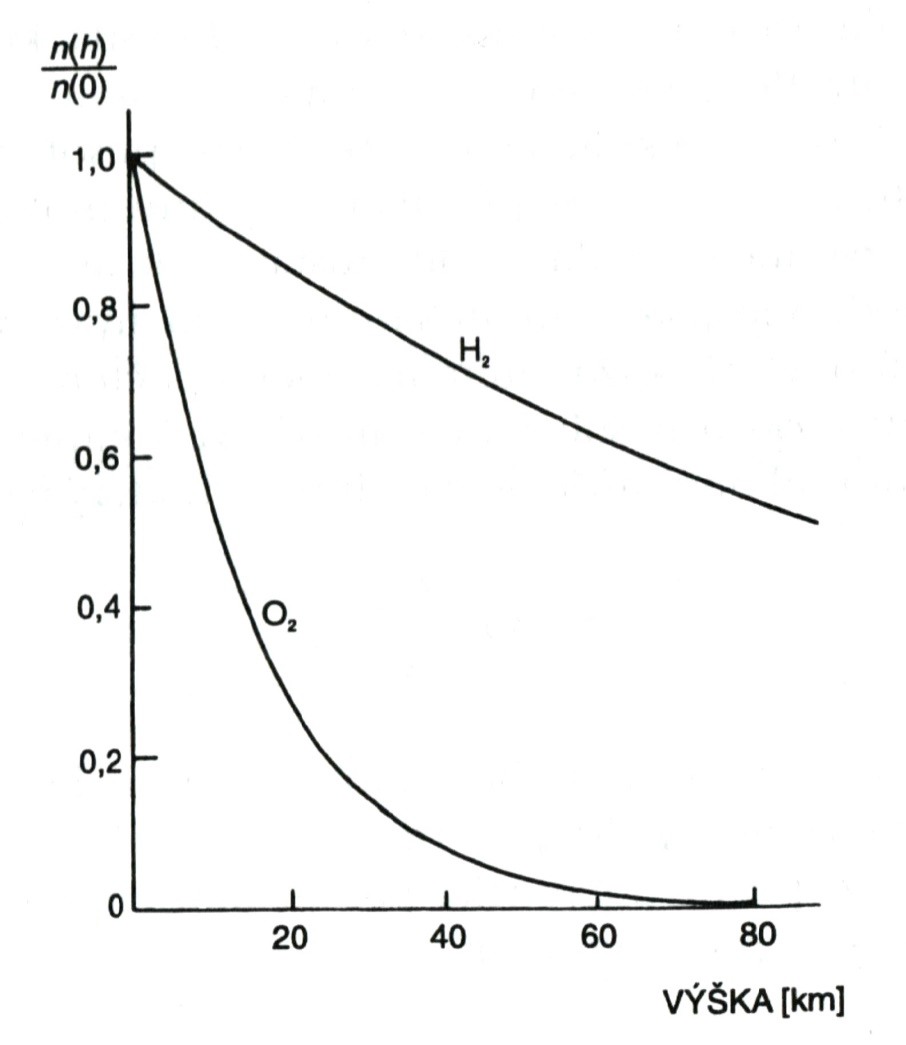 n(h)
n(0)
1,0
0,8
H₂
0,6
0,4
O₂
0,2
0
20 40 60 80
VÝŠKA [km]